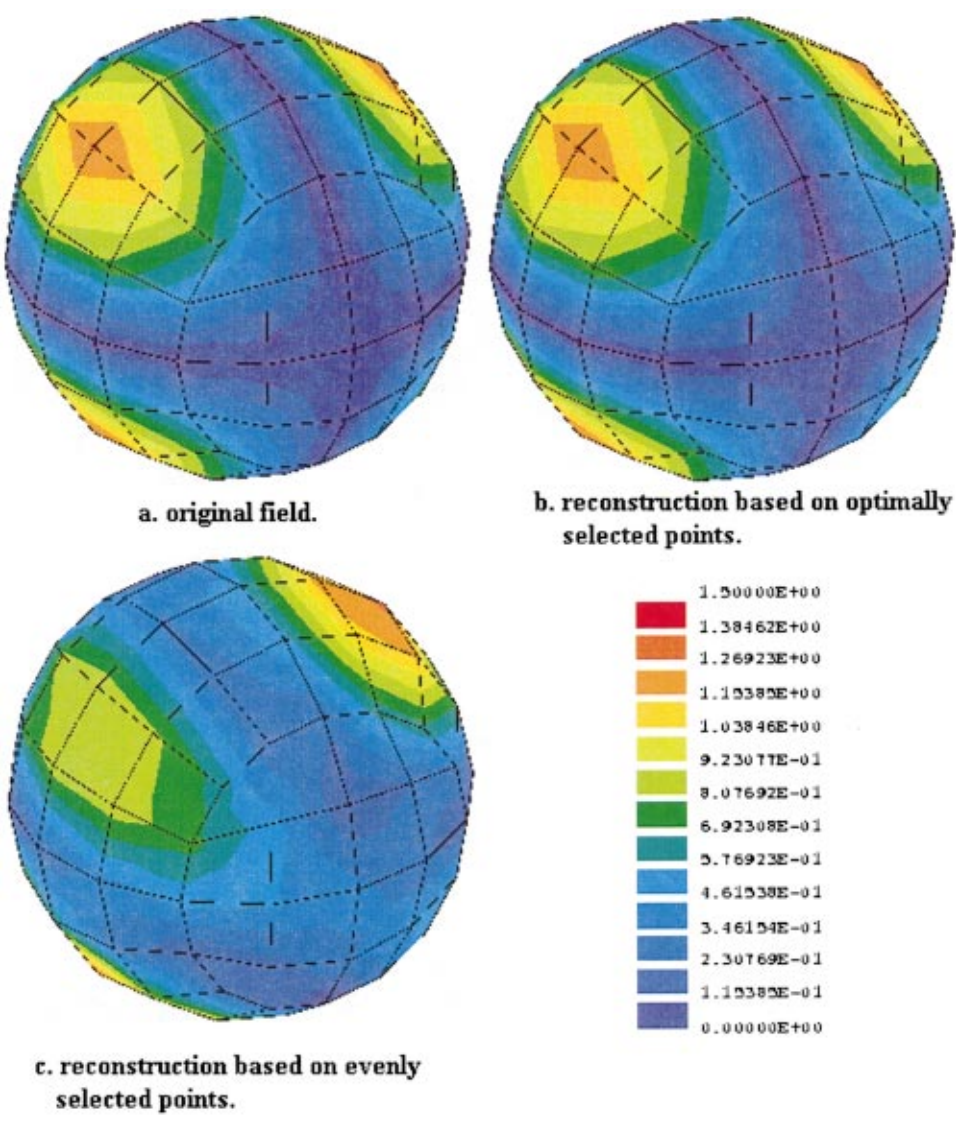 a. original field.
b. reconstruction based on optimally
selected points.
1.50000E+00
1.38462E+00
1.26923E+00
1.15385E+00
1.03846E+00
9.23077E-01
8.07692E-01
6.92308E-01
5.76923E-01
4.61538E-01
3.46154E-01
2.30769E-01
1.15385E-01
0.00000E+00
c. reconstruction based on evenly
selected points.